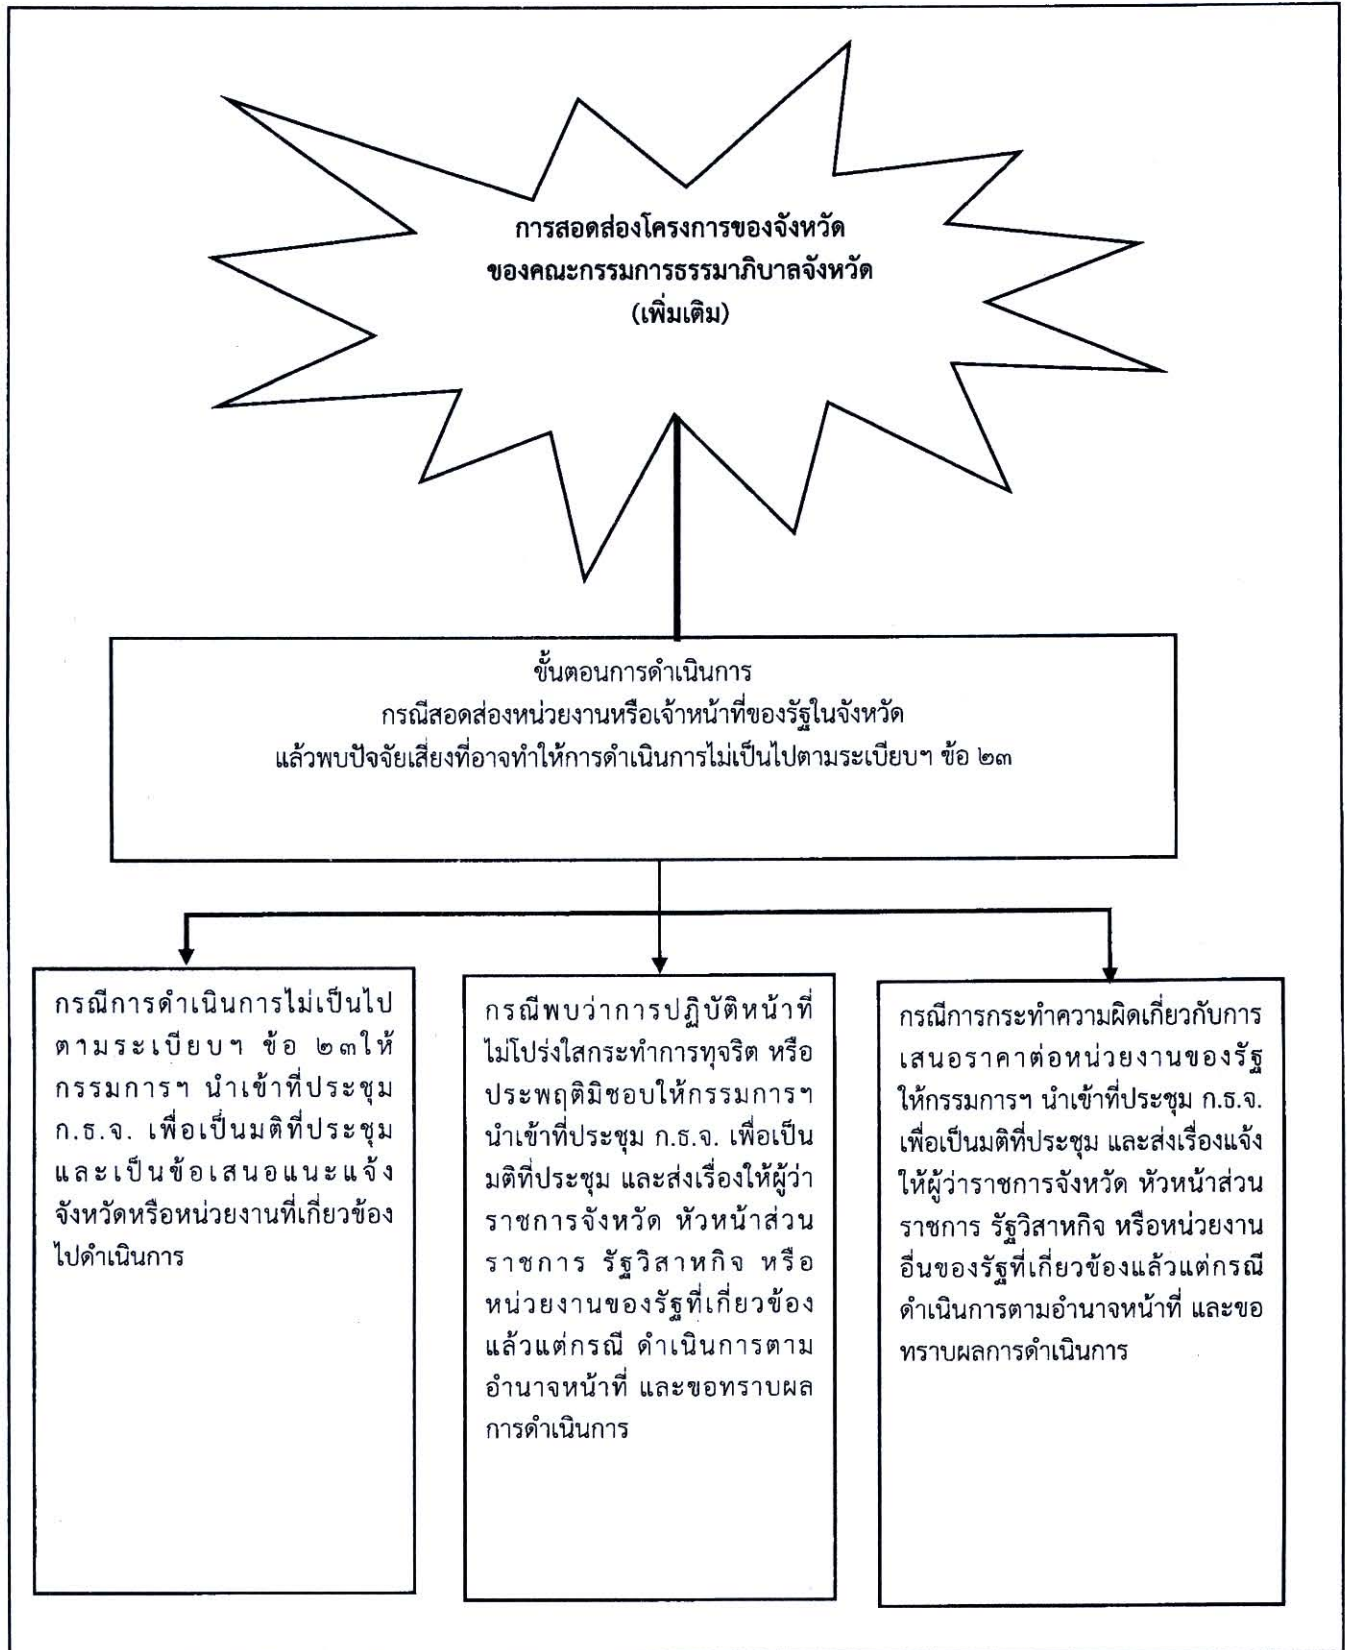 การสอดส่องโครงการของจังหวัด
ของคณะกรรมการธรรมาภิบาลจังหวัด
(เพิ่มเติม)
ขั้นตอนการดำเนินการ
กรณีสอดส่องหน่วยงานหรือเจ้าหน้าที่ของรัฐในจังหวัด
แล้วพบปัจจัยเสี่ยงที่อาจทำให้การดำเนินการไม่เป็นไปตามระเบียบฯ ข้อ ๒๓
กรณีการดำเนินการไม่เป็นไป
ตามระเบียบฯ ข้อ ๒๓ให้
กรรมการฯ นำเข้าที่ประชุม
ก.ธ.จ. เพื่อเป็นมติที่ประชุม
และเป็นข้อเสนอแนะแจ้ง
จังหวัดหรือหน่วยงานที่เกี่ยวข้อง
ไปดำเนินการ
กรณีพบว่าการปฏิบัติหน้าที่
ไม่โปร่งใสกระทำการทุจริต หรือ
ประพฤติมิชอบให้กรรมการฯ
นำเข้าที่ประชุม ก.ธ.จ. เพื่อเป็น
มติที่ประชุม และส่งเรื่องให้ผู้ว่า
ราชการจังหวัด หัวหน้าส่วน
ราชการ รัฐวิสาหกิจ หรือ
หน่วยงานของรัฐที่เกี่ยวข้อง
แล้วแต่กรณี ดำเนินการตาม
อำนาจหน้าที่ และขอทราบผล
การดำเนินการ
กรณีการกระทำความผิดเกี่ยวกับการ
เสนอราคาต่อหน่วยงานของรัฐ
ให้กรรมการฯ นำเข้าที่ประชุม ก.ธ.จ.
เพื่อเป็นมติที่ประชุม และส่งเรื่องแจ้ง
ให้ผู้ว่าราชการจังหวัด หัวหน้าส่วน
ราชการ รัฐวิสาหกิจ หรือหน่วยงาน
อื่นของรัฐที่เกี่ยวข้องแล้วแต่กรณี
ดำเนินการตามอำนาจหน้าที่ และขอ
ทราบผลการดำเนินการ